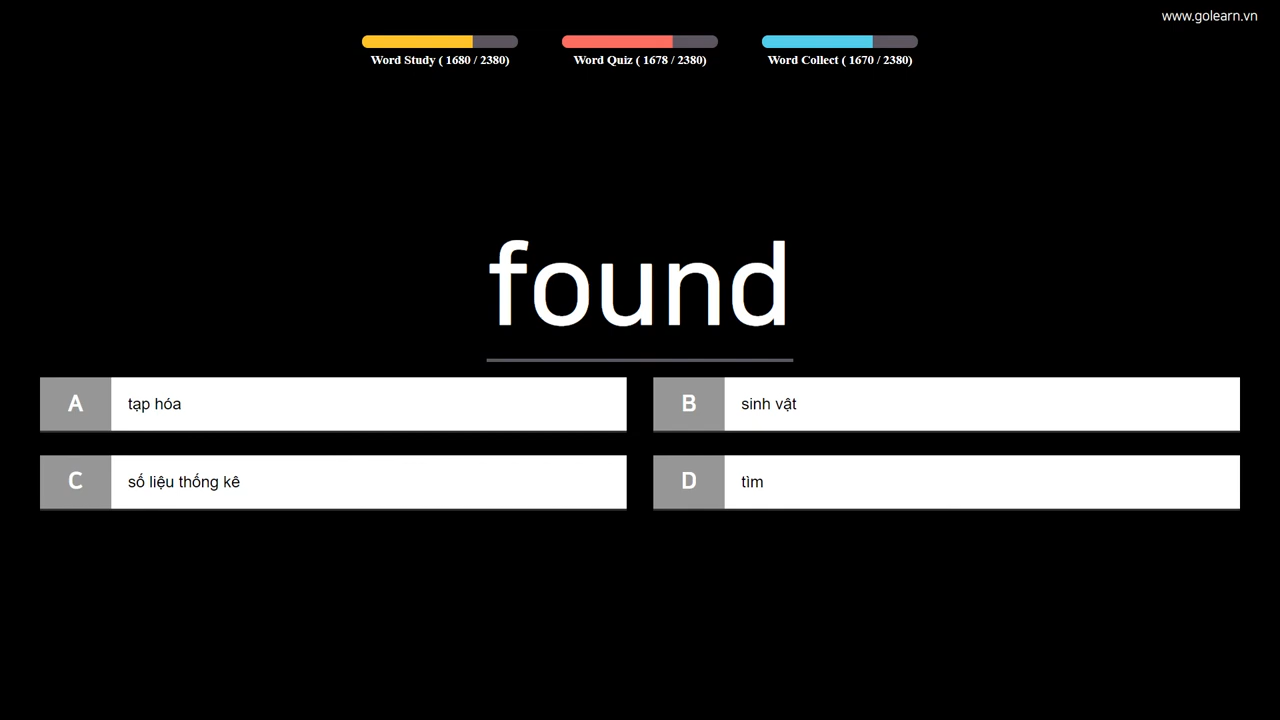 www.golearn.vn
Word Study ( 1680 / 2380)
Word Quiz ( 1678 / 2380)
Word Collect ( 1670 / 2380)
found
A tạp hóa
B sinh vật
C số liệu thống kê
D tìm